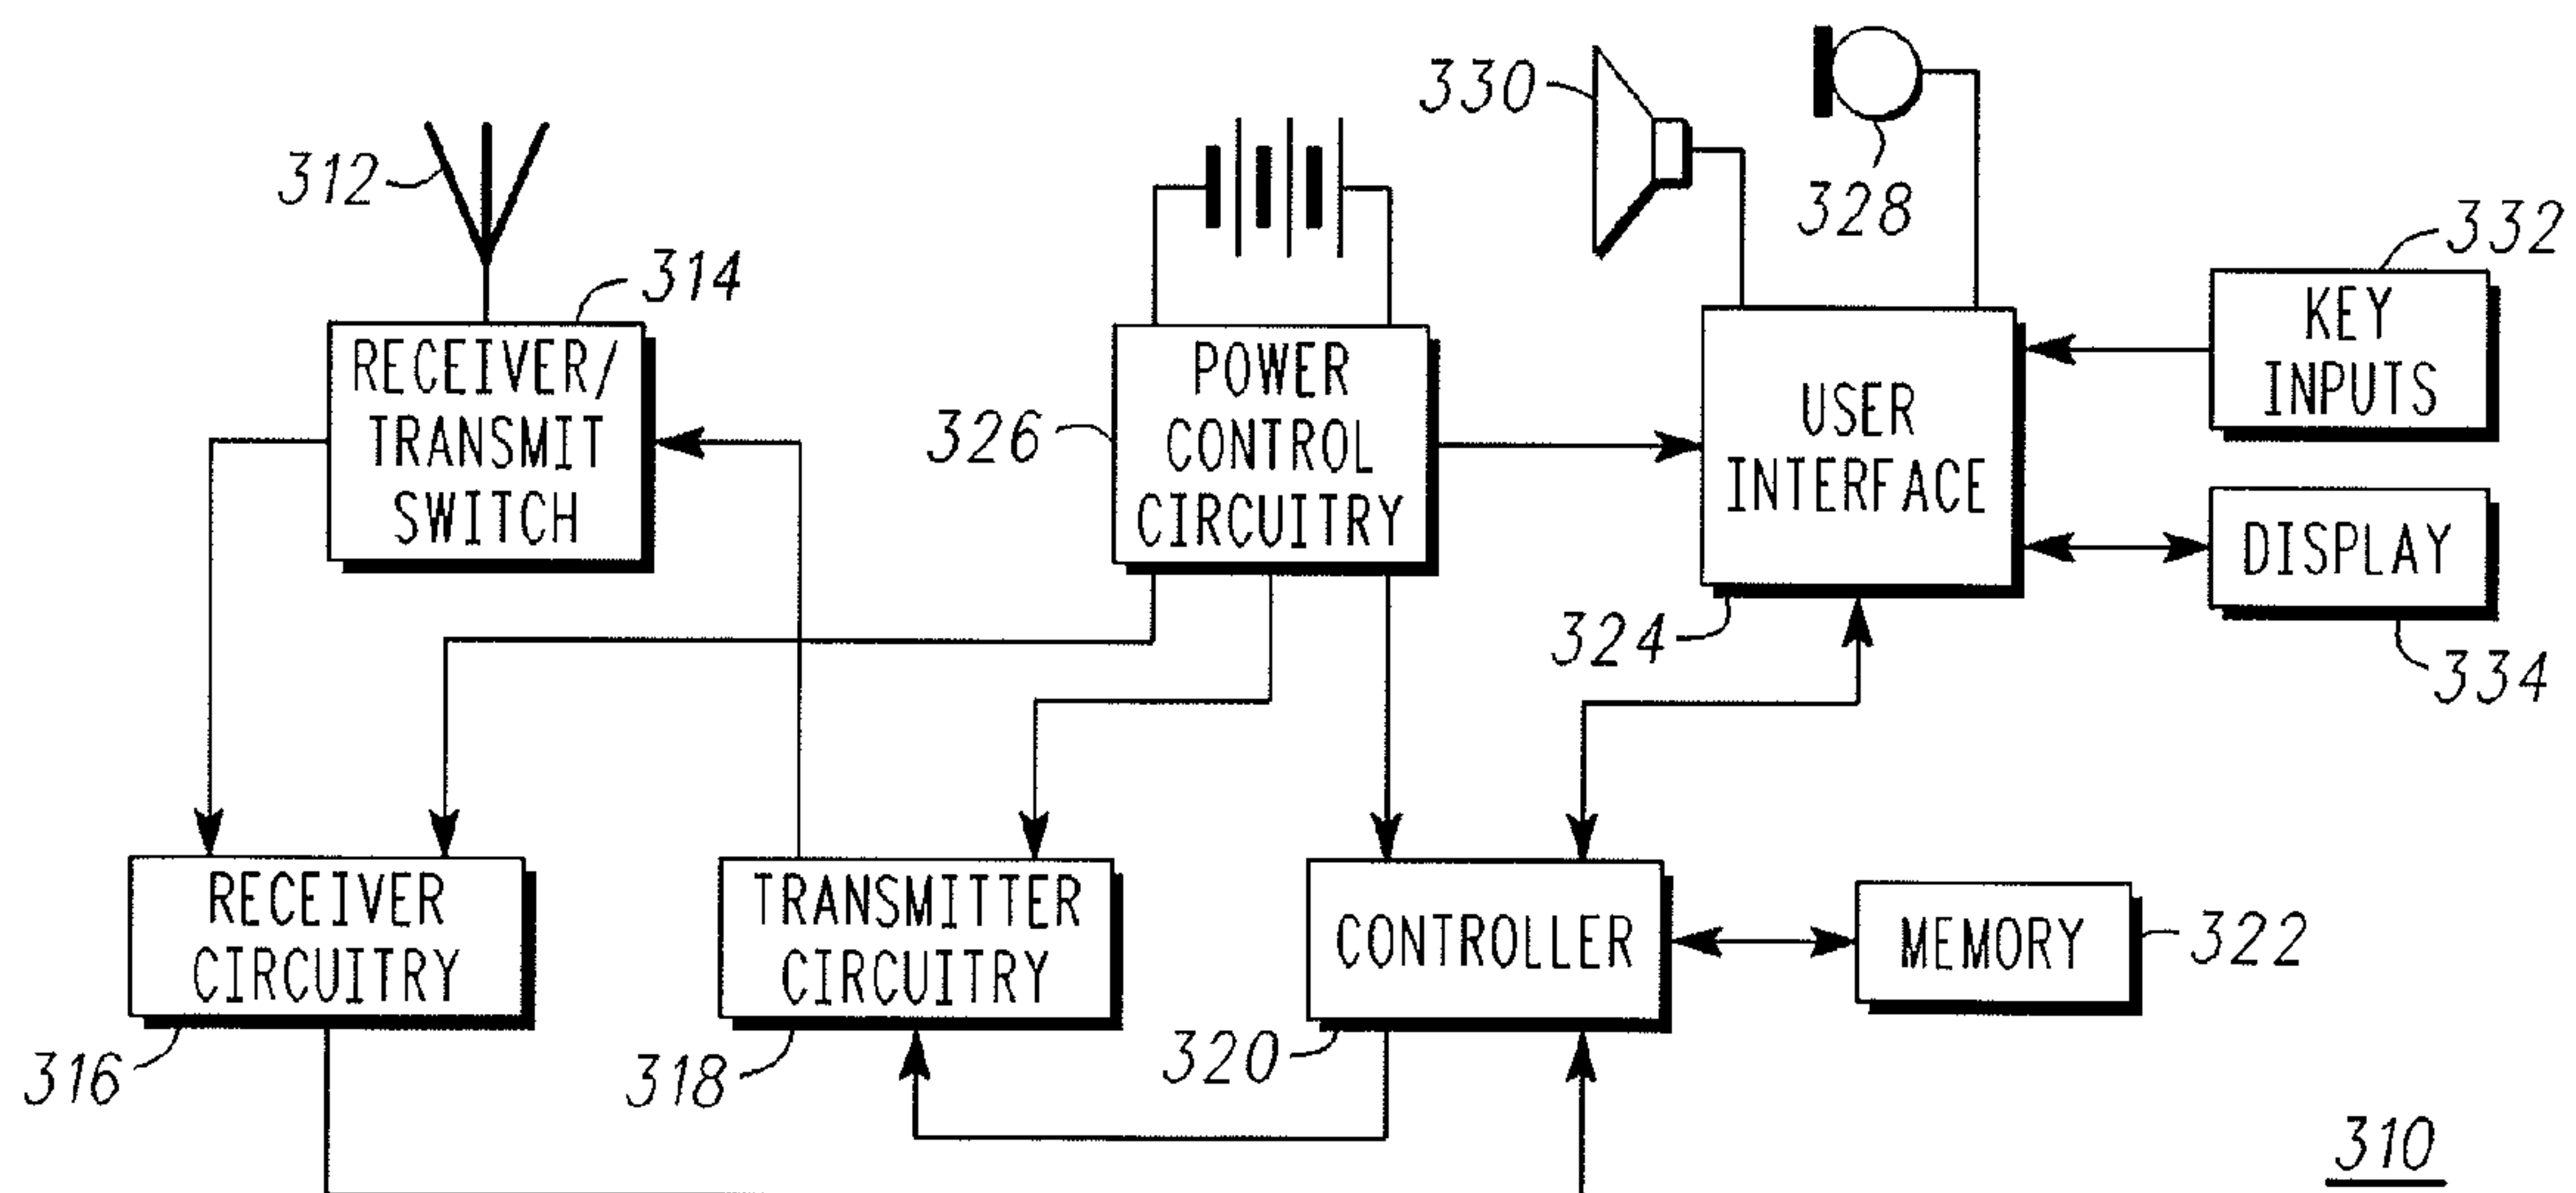 330
328
312
332
314
KEY
INPUTS
RECEIVER/
TRANSMIT
SWITCH
326
POWER
CONTROL
CIRCUITRY
USER
INTERFACE
DISPLAY
324
334
RECEIVER
CIRCUITRY
TRANSMITTER
CIRCUITRY
CONTROLLER
MEMORY
322
316
318
320
310